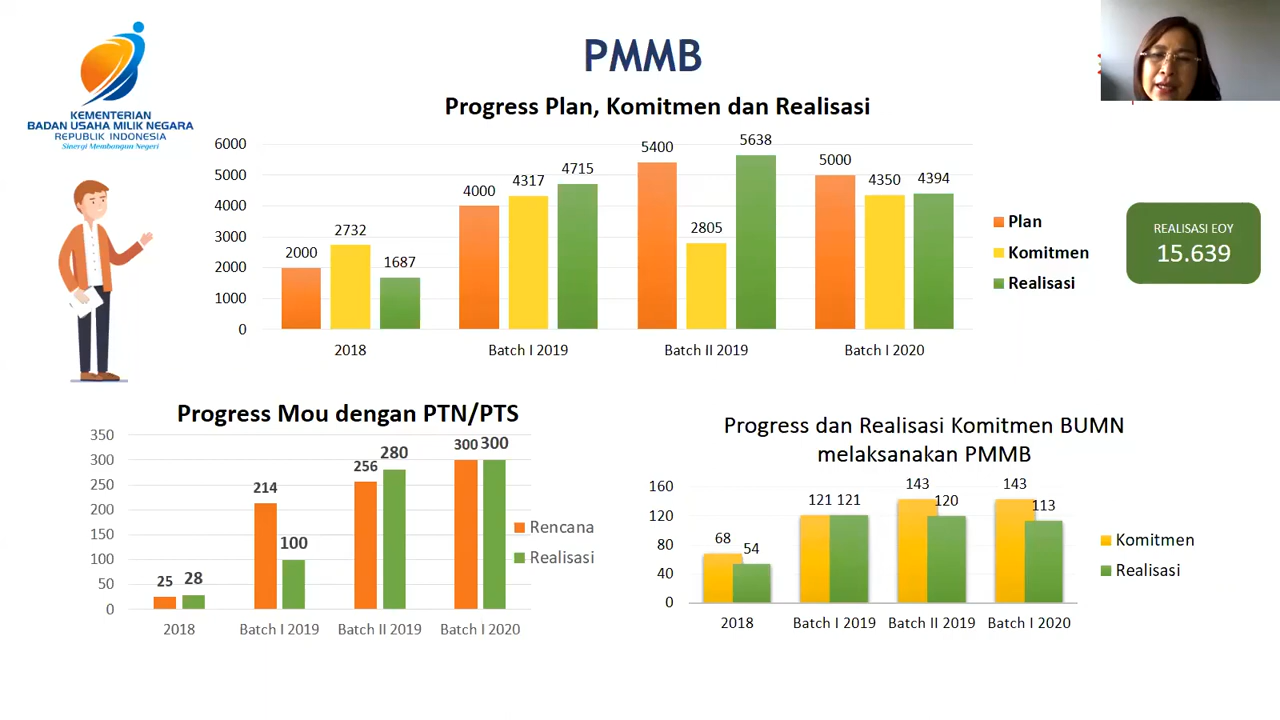 KEMENTERIAN
BADAN USAHA MILIK NEGARA
REPUBLIK INDONESIA
Sinergi Membangun Negeri
PMMB
Progress Plan, Komitmen dan Realisasi
6000
5000
4000
3000
2000
1000
0
2000
2732
1687
4000
4317
4715
5400
2805
5638
5000
4350
4394
2018
Batch I 2019
Batch II 2019
Batch I 2020
Plan
Komitmen
Realisasi
REALISASI EOY
15.639
Progress Mou dengan PTN/PTS
350
300
250
200
150
100
50
0
25
28
214
100
256
280
300
300
2018
Batch I 2019
Batch II 2019
Batch I 2020
Rencana
Realisasi
Progress dan Realisasi Komitmen BUMN
melaksanakan PMMB
160
120
80
40
0
68
54
121
121
143
120
143
113
2018
Batch I 2019
Batch II 2019
Batch I 2020
Komitmen
Realisasi